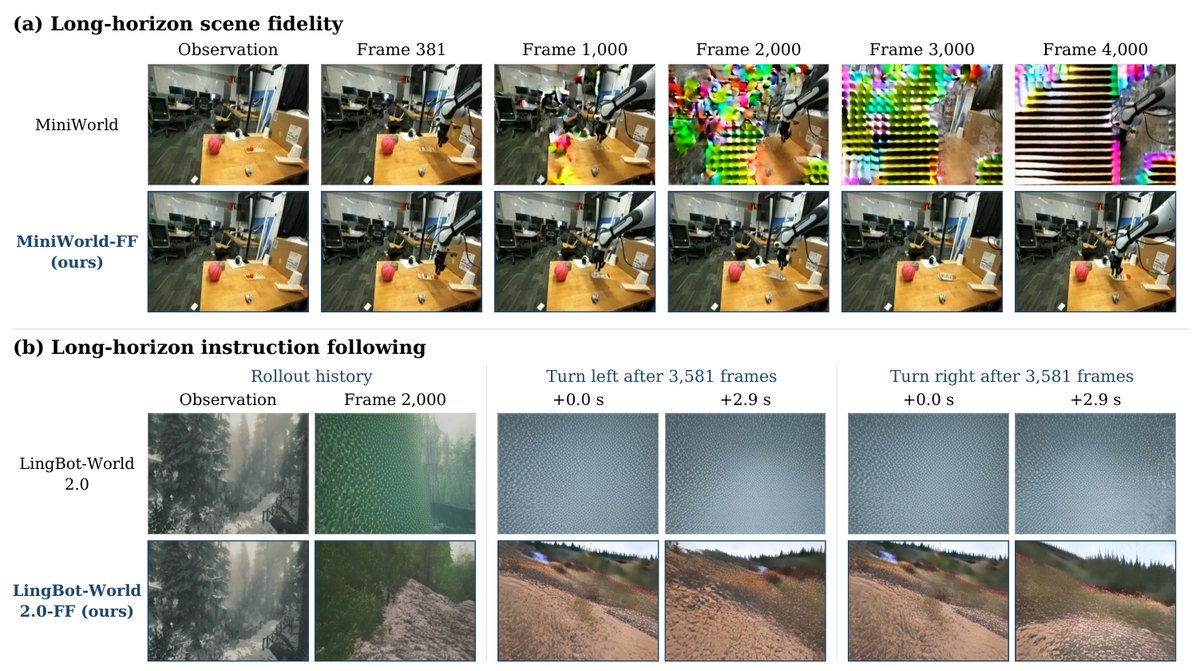 (a) Long-horizon scene fidelity
Observation Frame 381 Frame 1,000 Frame 2,000 Frame 3,000 Frame 4,000
MiniWorld
MiniWorld-FF
(ours)
(b) Long-horizon instruction following
Rollout history Turn left after 3,581 frames Turn right after 3,581 frames
Observation Frame 2,000 +0.0 s +2.9 s +0.0 s +2.9 s
LingBot-World
2.0
LingBot-World
2.0-FF (ours)